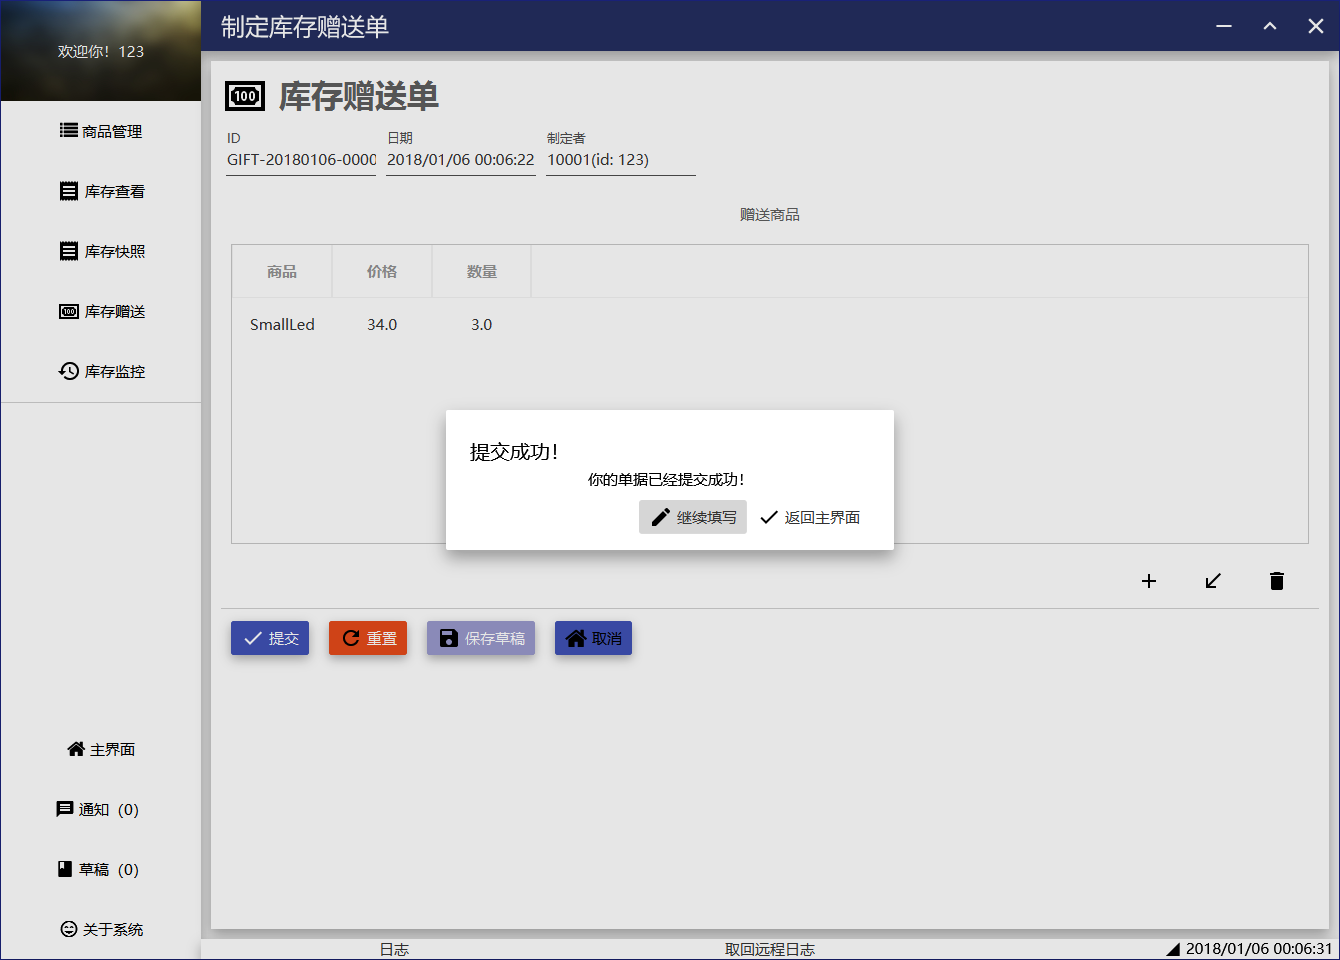 欢迎你！123
制定库存赠送单
商品管理
库存查看
库存快照
100 库存赠送
库存监控
主界面
通知 (0)
草稿 (0)
关于系统
100 库存赠送单
ID 日期 制定者
GIFT-20180106-0000 2018/01/06 00:06:22 10001(id: 123)
赠送商品
商品 价格 数量
SmallLed 34.0 3.0
提交成功！
你的单据已经提交成功！
继续填写 返回主界面
提交 重置 保存草稿 取消
日志 取回远程日志 2018/01/06 00:06:31